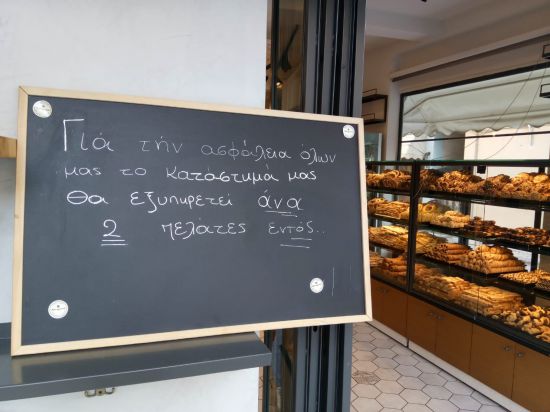 Γιά τήν ασφάλεια όλων
μας το κατάστημα μας
θα εξυπηρετεί άνα
2 πελάτες εντός..